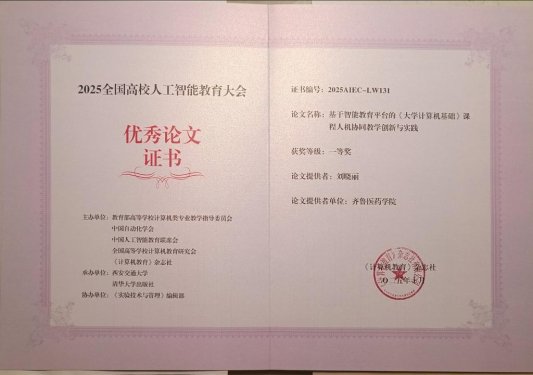 2025全国高校人工智能教育大会
优秀论文
证书
主办单位：教育部高等学校计算机类专业教学指导委员会
中国自动化学会
中国人工智能教育联席会
全国高等学校计算机教育研究会
《计算机教育》杂志社
承办单位：西安交通大学
清华大学出版社
协办单位：《实验技术与管理》编辑部
证书编号：2025AIEC-LW131
论文名称：基于智能教育平台的《大学计算机基础》课
程人机协同教学创新与实践
获奖等级：一等奖
论文提供者：刘晓丽
论文提供者单位：齐鲁医药学院
《计算机教育》杂志社
二〇二五年七月